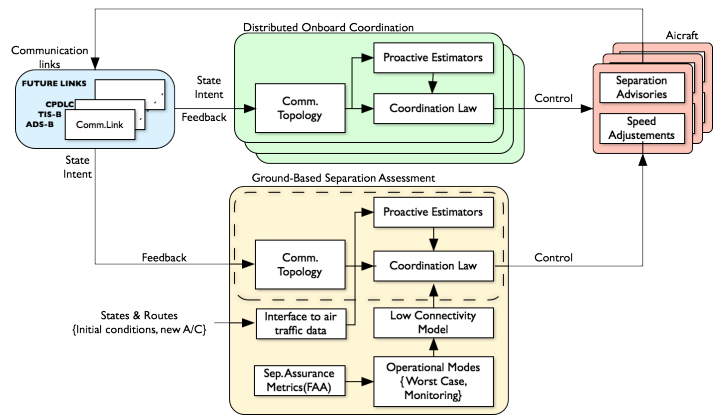 Distributed Onboard Coordination
Aicraft
Communication
links
FUTURE LINKS
CPDLC
TIS-B
ADS-B
Comm.Link
State
Intent
Feedback
Comm.
Topology
Proactive Estimators
Coordination Law
Control
Separation
Advisories
Speed
Adjustements
State
Intent
Ground-Based Separation Assessment
Feedback
Comm.
Topology
Proactive Estimators
Coordination Law
Control
States & Routes
{Initial conditions, new A/C}
Interface to air
traffic data
Low Connectivity
Model
Sep. Assurance
Metrics(FAA)
Operational Modes
{Worst Case,
Monitoring}